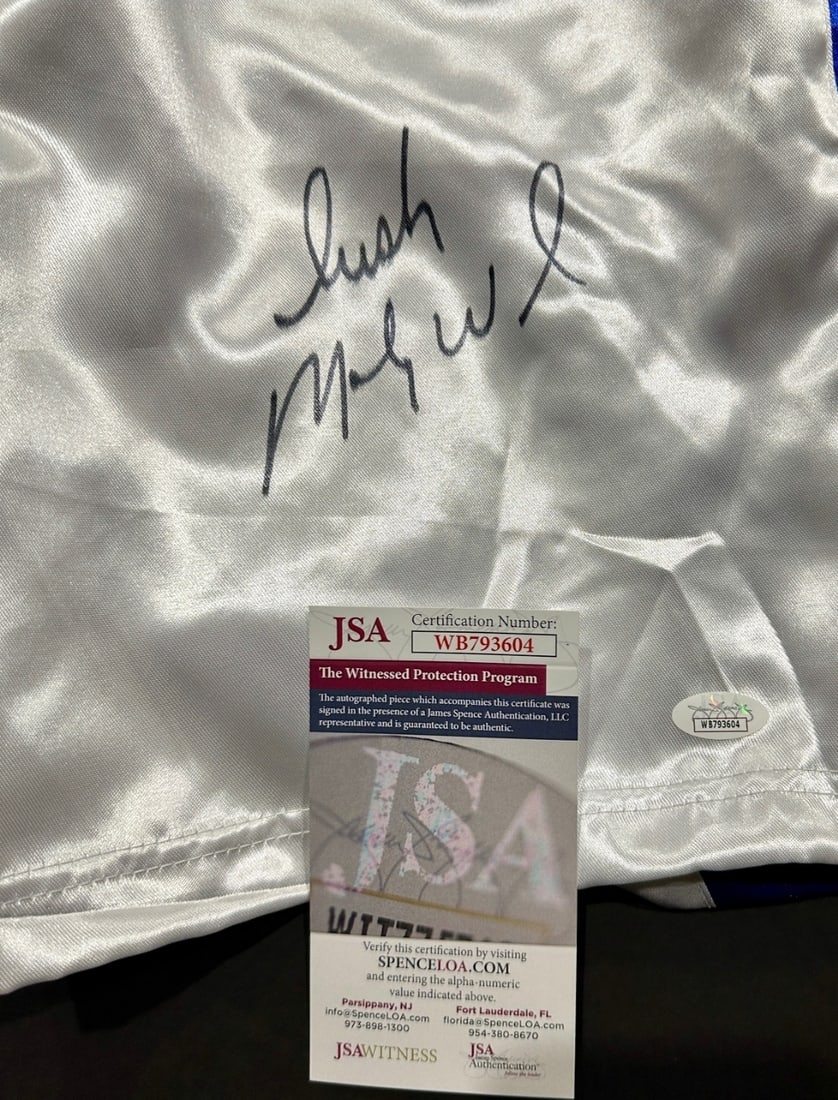 lush
JSA
Certification Number:
WB793604
The Witnessed Protection Program
The autographed piece which accompanies this certificate was
signed in the presence of a James Spence Authentication, LLC
representative and is guaranteed to be authentic.
WB793604
JSA
Verify this certification by visiting
SPENCELOA.COM
and entering the alpha-numeric
value indicated above.
Parsippany, NJ
info@SpenceLOA.com
973-898-1300
Fort Lauderdale, FL
florida@SpenceLOA.com
954-380-8670
JSAWITNESS
JSA
James Spence
Authentication